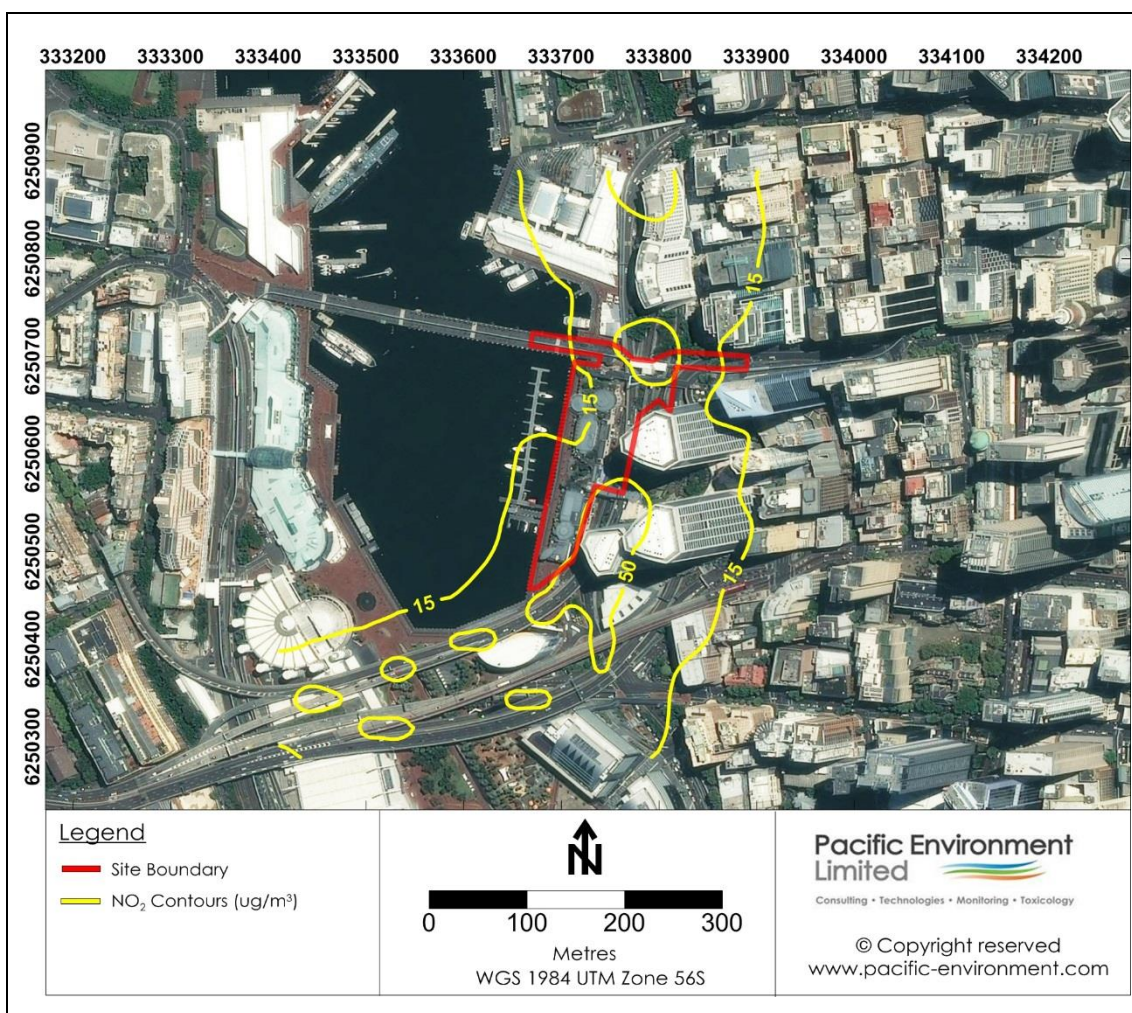 333200 333400 333500 333600 333700 333800 333900 334000 334100 334200
6250900
6250800
6250700
6250600
6250500
6250400
6250300
15
15
15
50
15
Legend
Site Boundary
NO₂ Contours (ug/m³)
N
0 100 200 300
Metres
WGS 1984 UTM Zone 56S
Pacific Environment
Limited
Consulting • Technologies • Monitoring • Toxicology
© Copyright reserved
www.pacific-environment.com